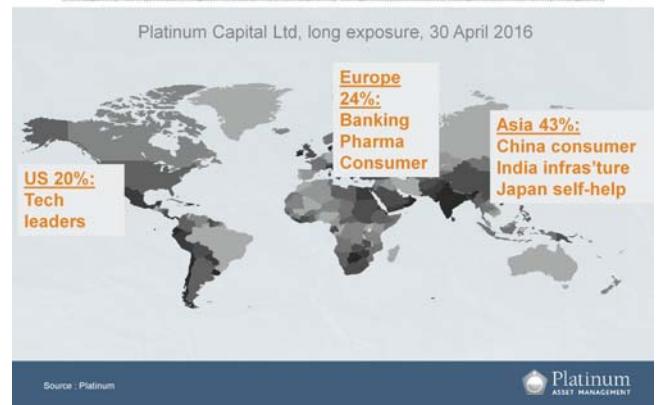 Platinum Capital Ltd, long exposure, 30 April 2016
Europe
24%:
Banking
Pharma
Consumer
Asia 43%:
China consumer
India infras'ture
Japan self-help
US 20%:
Tech
leaders
Source : Platinum
Platinum
ASSET MANAGEMENT